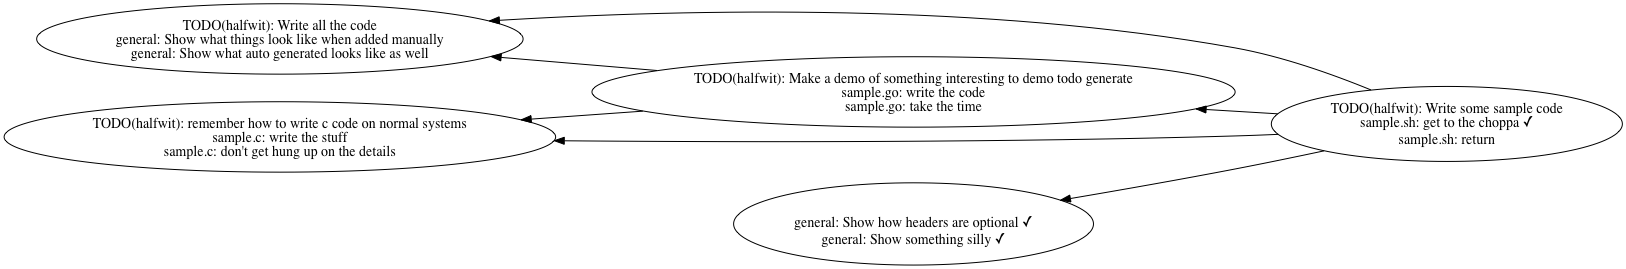 TODO(halfwit): Write all the code
general: Show what things look like when added manually
general: Show what auto generated looks like as well
TODO(halfwit): Make a demo of something interesting to demo todo generate
sample.go: write the code
sample.go: take the time
TODO(halfwit): Write some sample code
sample.sh: get to the choppa ✓
sample.sh: return
TODO(halfwit): remember how to write c code on normal systems
sample.c: write the stuff
sample.c: don't get hung up on the details
general: Show how headers are optional ✓
general: Show something silly ✓